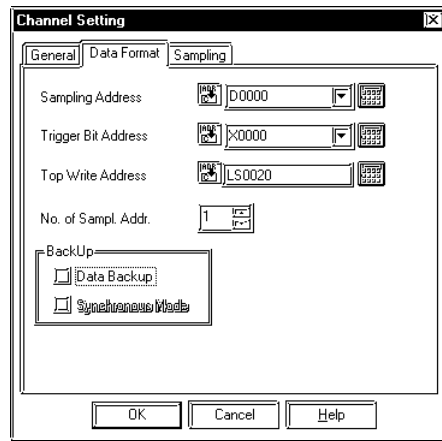 Channel Setting
General Data Format Sampling
Sampling Address D0000
Trigger Bit Address X0000
Top Write Address LS0020
No. of Sampl. Addr. 1
BackUp
Data Backup
Synchronous Mode
OK Cancel Help